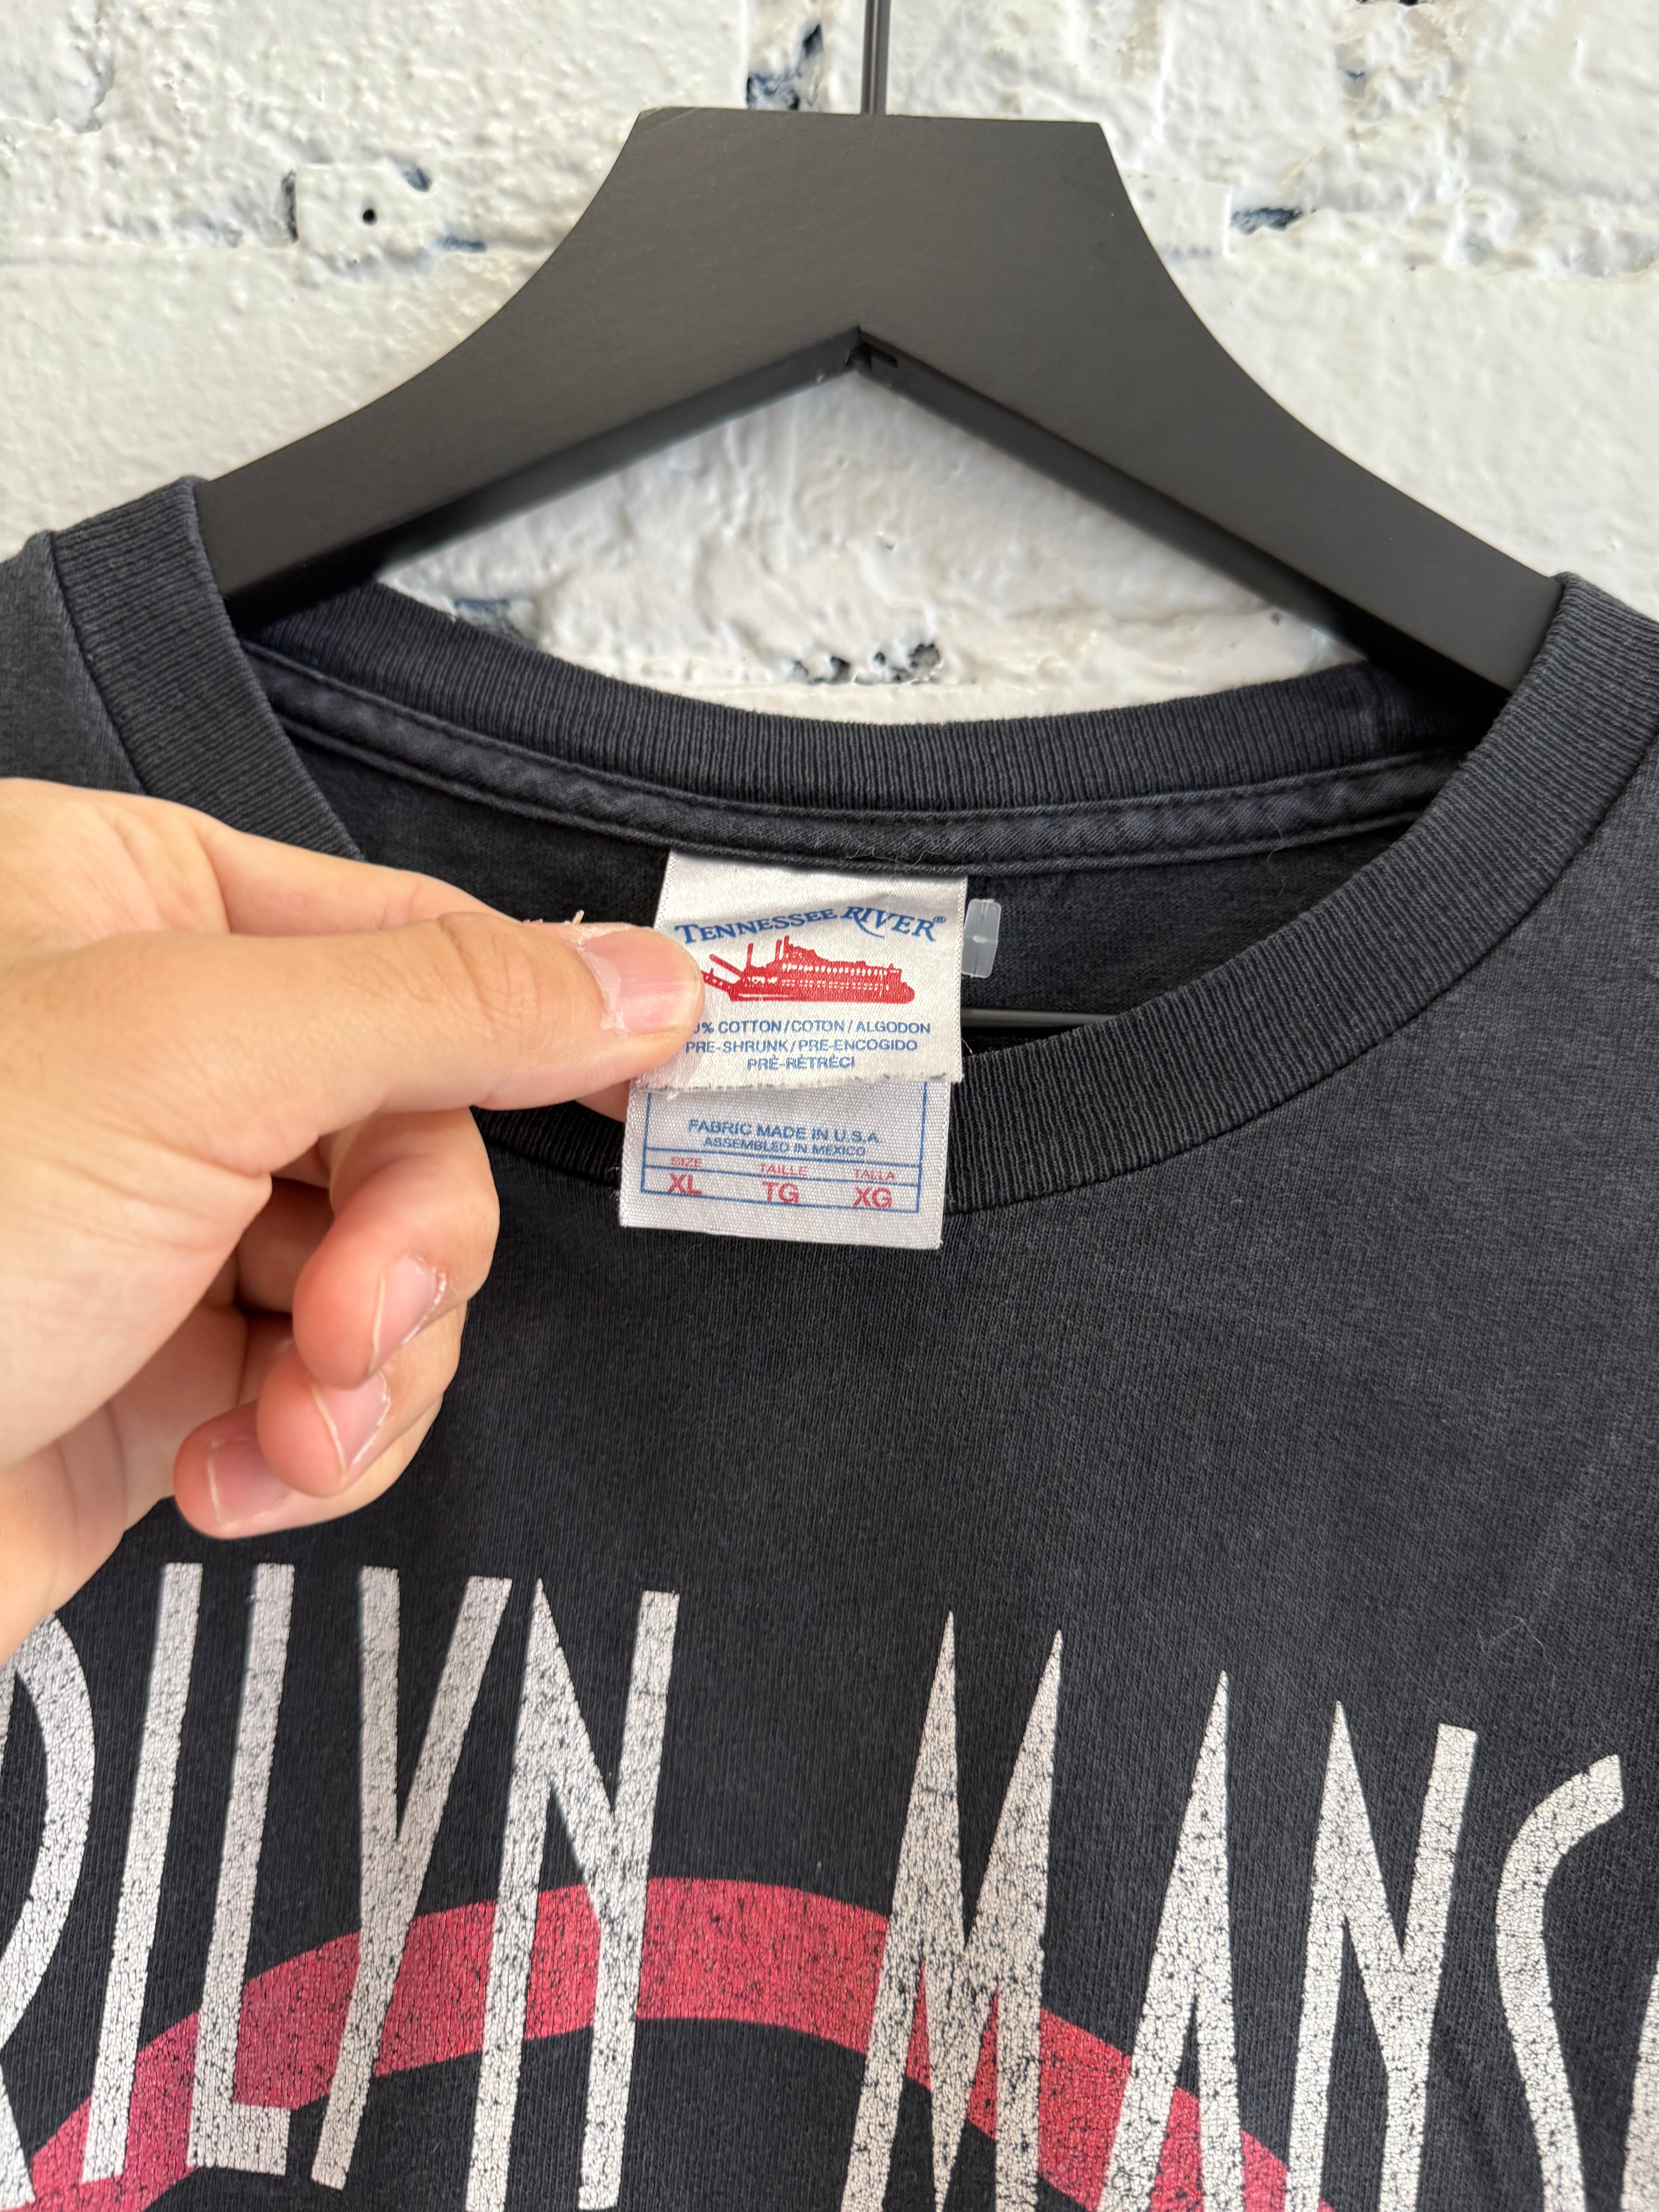 TENNESSEE RIVER®
% COTTON/COTON/ALGODON
PRE-SHRUNK/PRE-ENCOGIDO
PRÉ-RÉTRÉCI
FABRIC MADE IN U.S.A.
ASSEMBLED IN MEXICO
SIZE TAILLE TALLA
XL TG XG
RILYN MANS